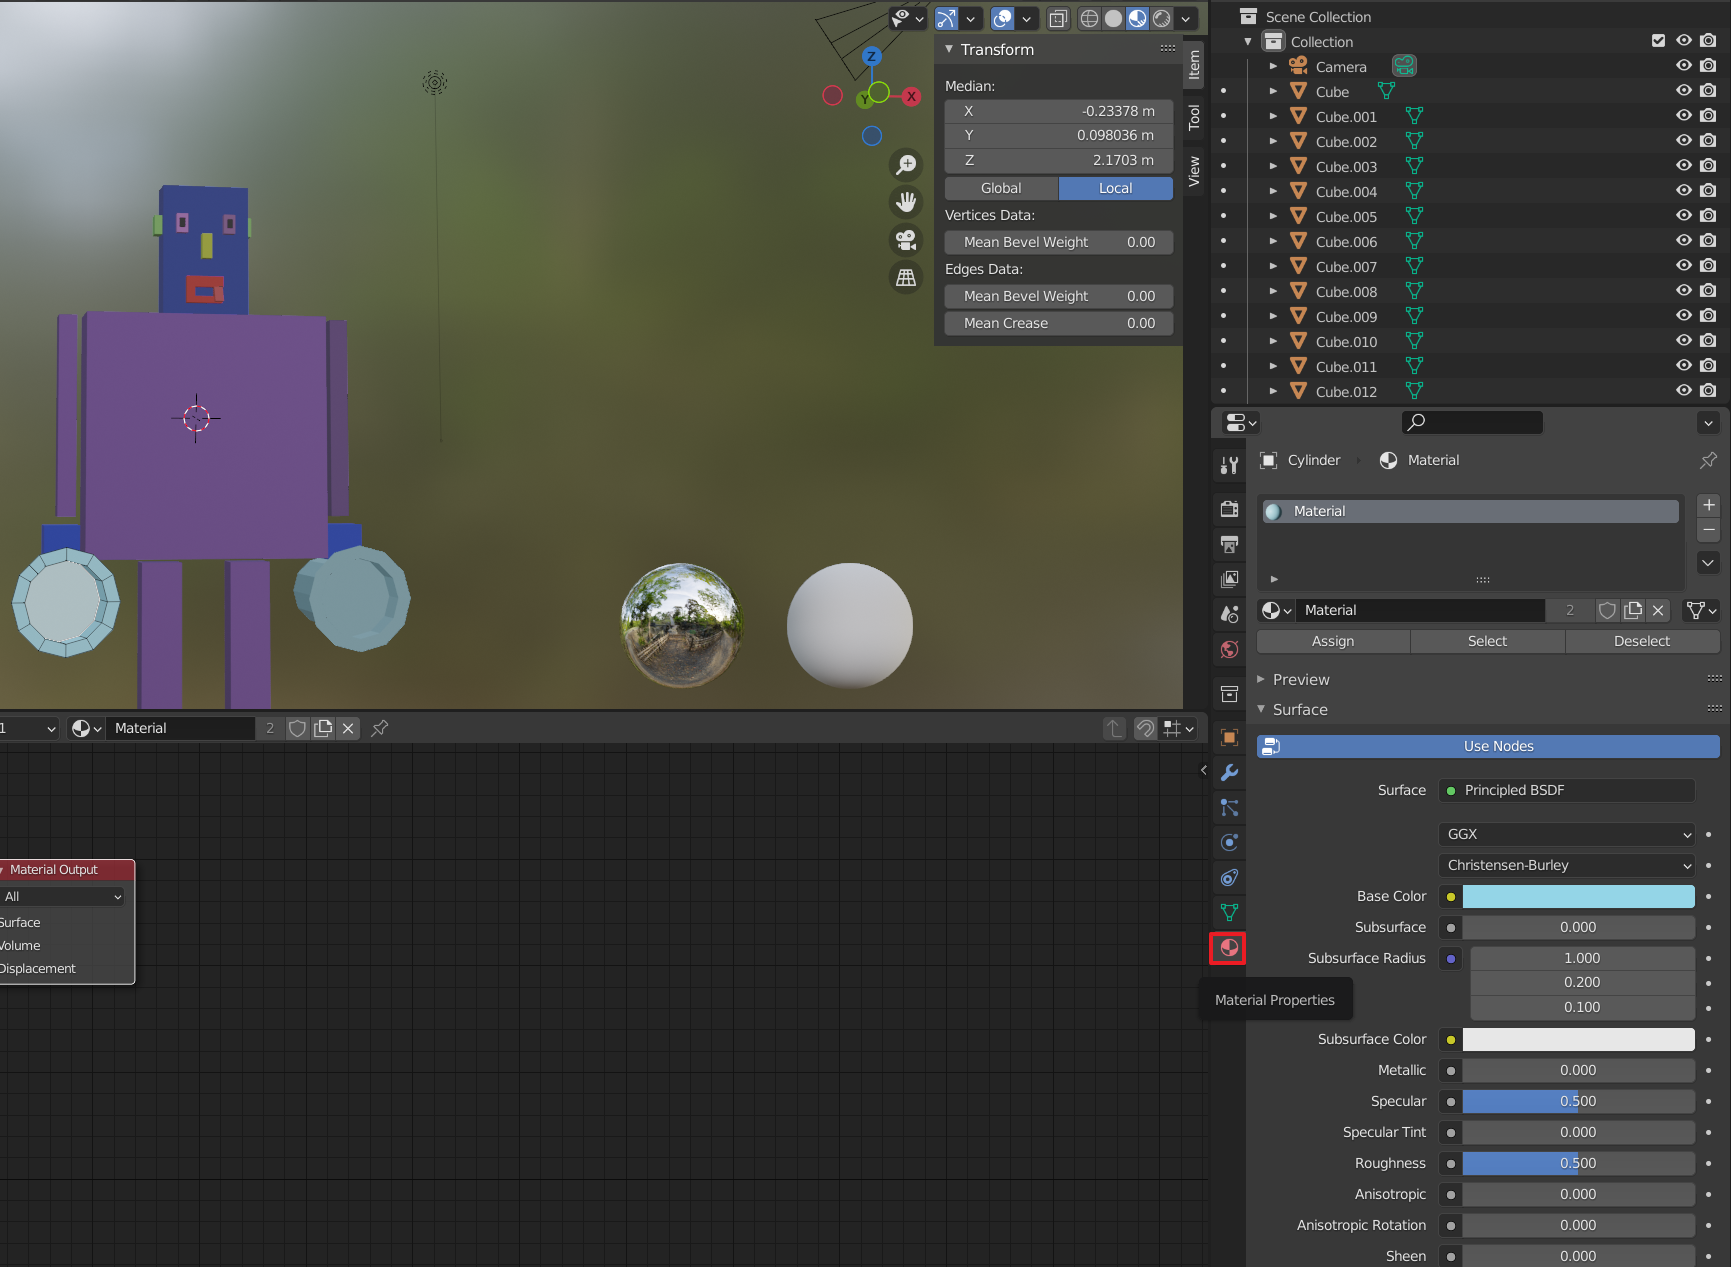 Z
Y
X
Transform
Median:
X -0.23378 m
Y 0.098036 m
Z 2.1703 m
Global Local
Vertices Data:
Mean Bevel Weight 0.00
Edges Data:
Mean Bevel Weight 0.00
Mean Crease 0.00
Item
Tool
View
Scene Collection
Collection
Camera
Cube
Cube.001
Cube.002
Cube.003
Cube.004
Cube.005
Cube.006
Cube.007
Cube.008
Cube.009
Cube.010
Cube.011
Cube.012
Cylinder Material
Material
Material 2
Assign Select Deselect
Preview
Surface
Use Nodes
Surface Principled BSDF
GGX
Christensen-Burley
Base Color
Subsurface 0.000
Subsurface Radius 1.000
0.200
0.100
Subsurface Color
Metallic 0.000
Specular 0.500
Specular Tint 0.000
Roughness 0.500
Anisotropic 0.000
Anisotropic Rotation 0.000
Sheen 0.000
Material Properties
1 Material 2
Material Output
All
Surface
Volume
Displacement